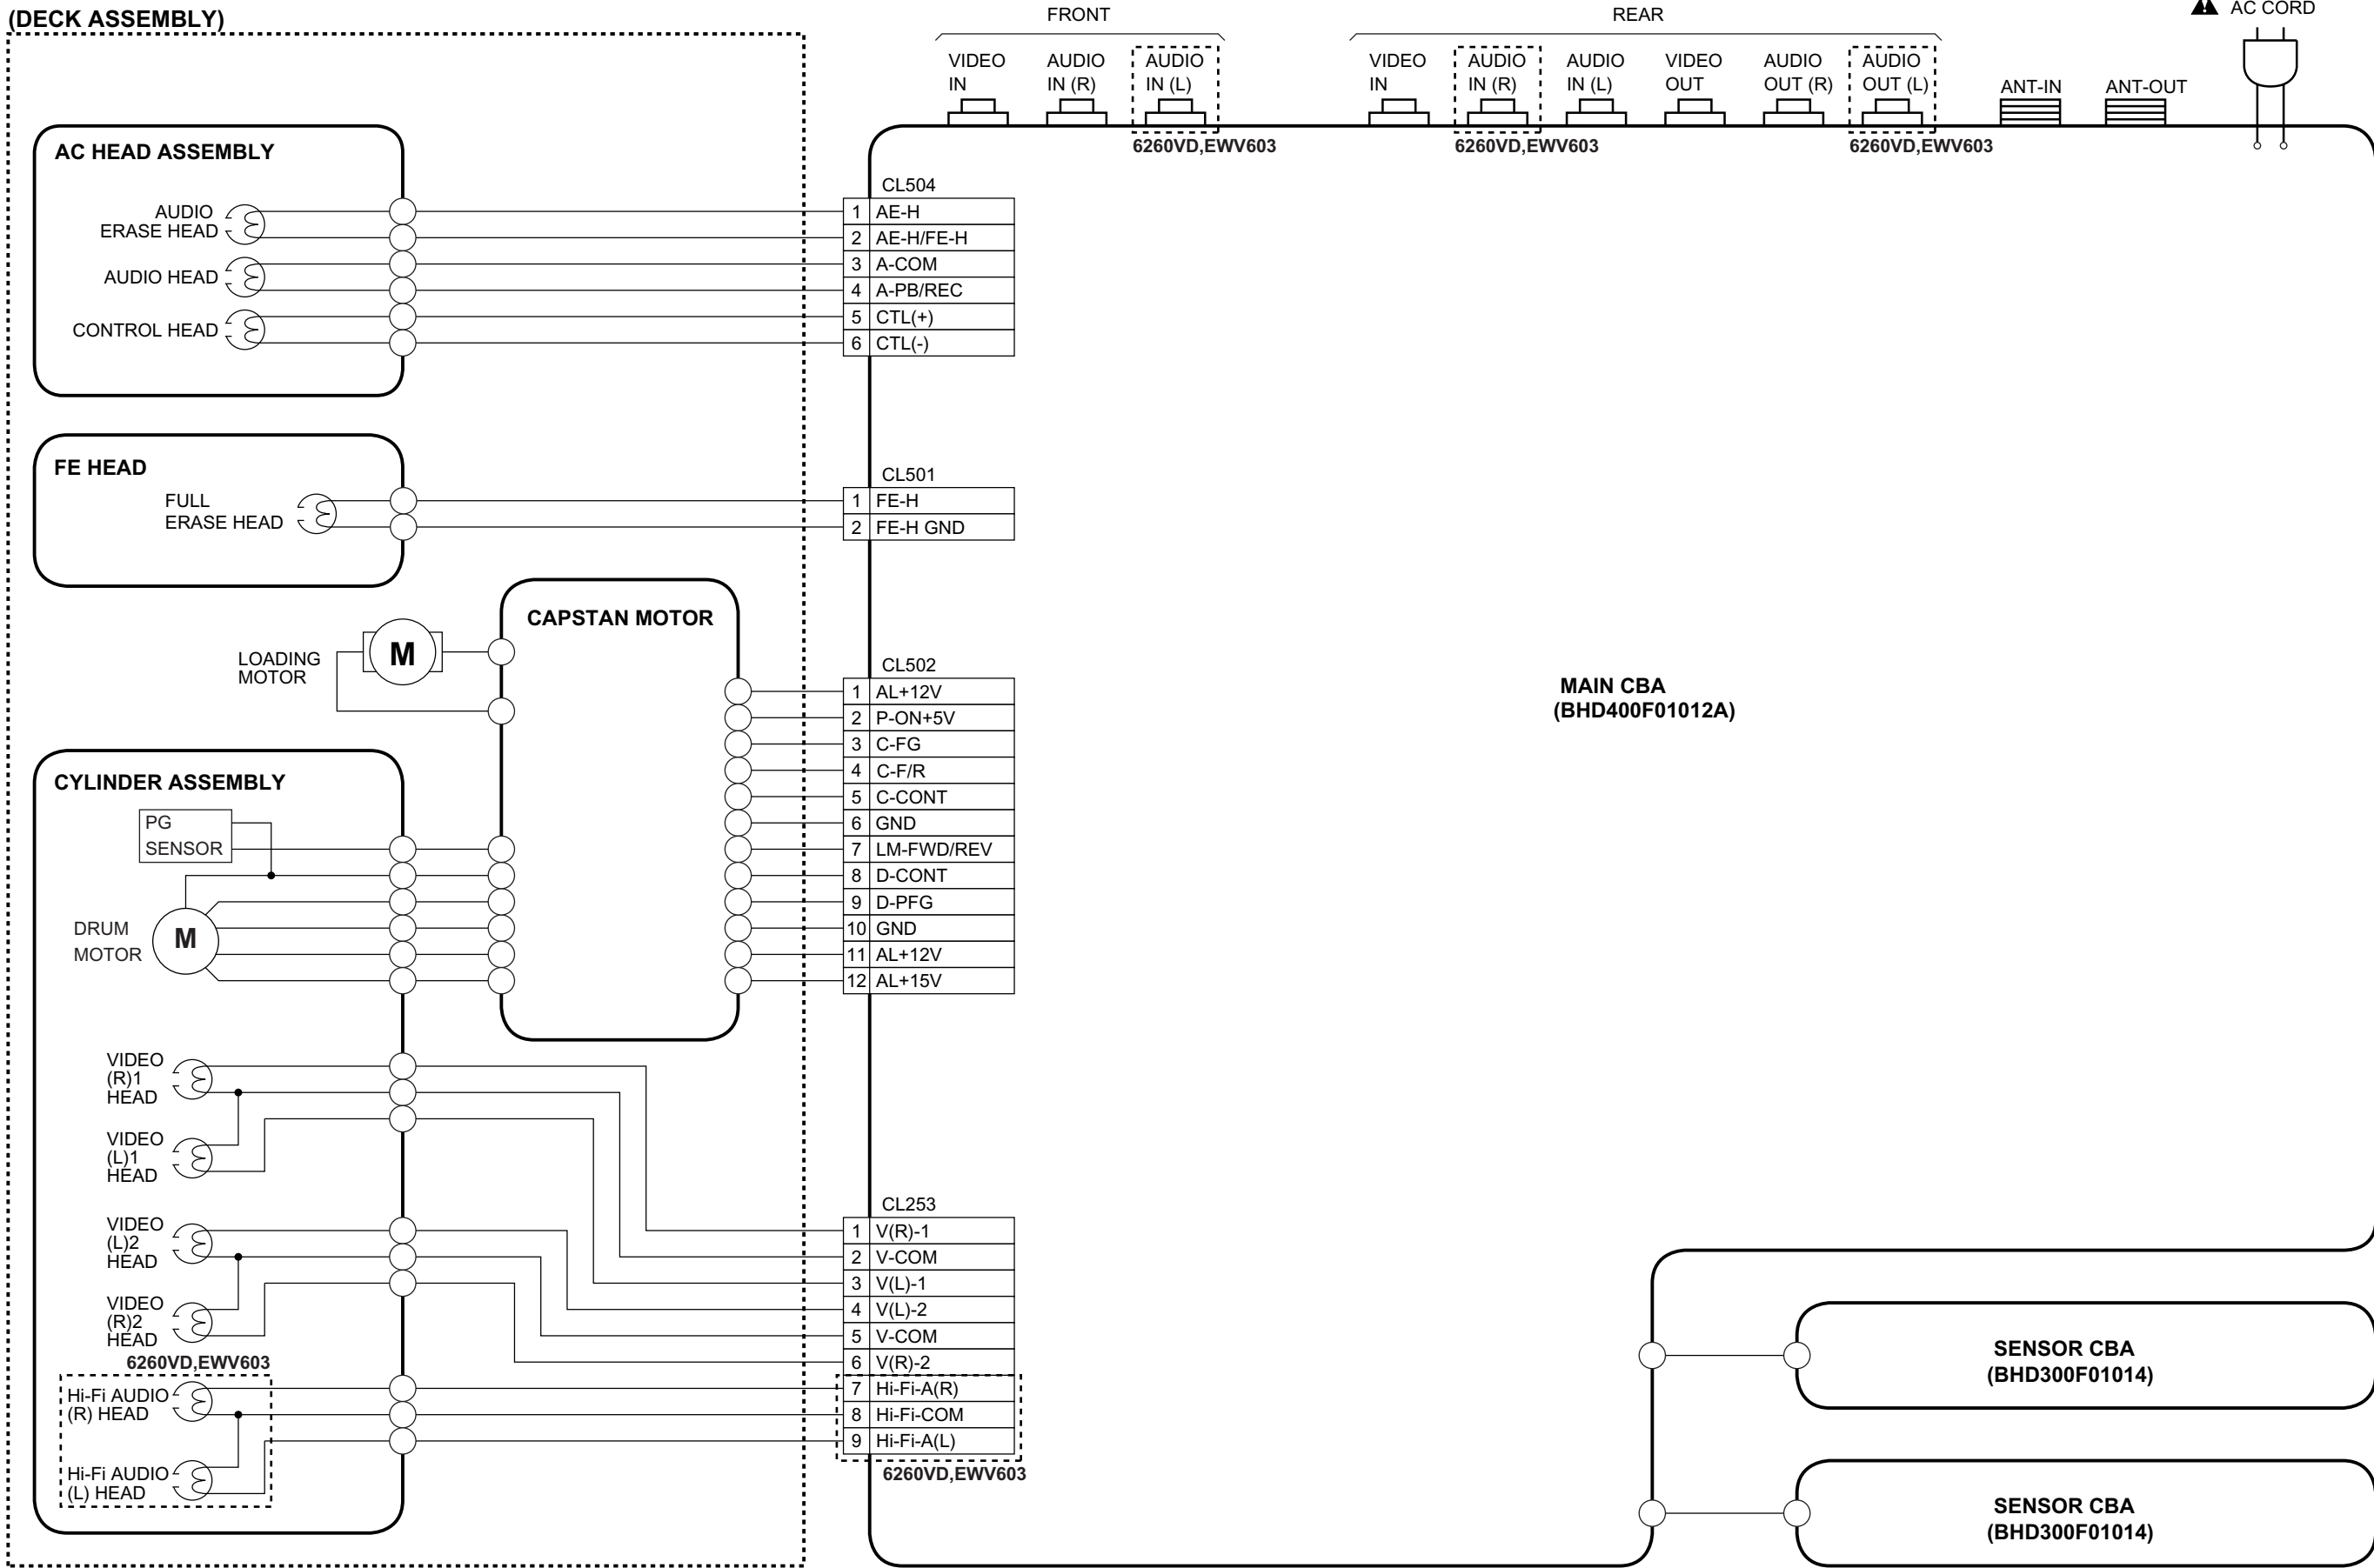 (DECK ASSEMBLY)
FRONT
REAR
AC CORD
VIDEO
IN
AUDIO
IN (R)
AUDIO
IN (L)
VIDEO
IN
AUDIO
IN (R)
AUDIO
IN (L)
VIDEO
OUT
AUDIO
OUT (R)
AUDIO
OUT (L)
ANT-IN
ANT-OUT
6260VD,EWV603
6260VD,EWV603
6260VD,EWV603
AC HEAD ASSEMBLY
AUDIO
ERASE HEAD
AUDIO HEAD
CONTROL HEAD
CL504
1 AE-H
2 AE-H/FE-H
3 A-COM
4 A-PB/REC
5 CTL(+)
6 CTL(-)
FE HEAD
FULL
ERASE HEAD
CL501
1 FE-H
2 FE-H GND
CAPSTAN MOTOR
LOADING
MOTOR
M
CL502
1 AL+12V
2 P-ON+5V
3 C-FG
4 C-F/R
5 C-CONT
6 GND
7 LM-FWD/REV
8 D-CONT
9 D-PFG
10 GND
11 AL+12V
12 AL+15V
MAIN CBA
(BHD400F01012A)
CYLINDER ASSEMBLY
PG
SENSOR
DRUM
MOTOR
M
VIDEO
(R)1
HEAD
VIDEO
(L)1
HEAD
VIDEO
(L)2
HEAD
VIDEO
(R)2
HEAD
6260VD,EWV603
Hi-Fi AUDIO
(R) HEAD
Hi-Fi AUDIO
(L) HEAD
CL253
1 V(R)-1
2 V-COM
3 V(L)-1
4 V(L)-2
5 V-COM
6 V(R)-2
7 Hi-Fi-A(R)
8 Hi-Fi-COM
9 Hi-Fi-A(L)
6260VD,EWV603
SENSOR CBA
(BHD300F01014)
SENSOR CBA
(BHD300F01014)